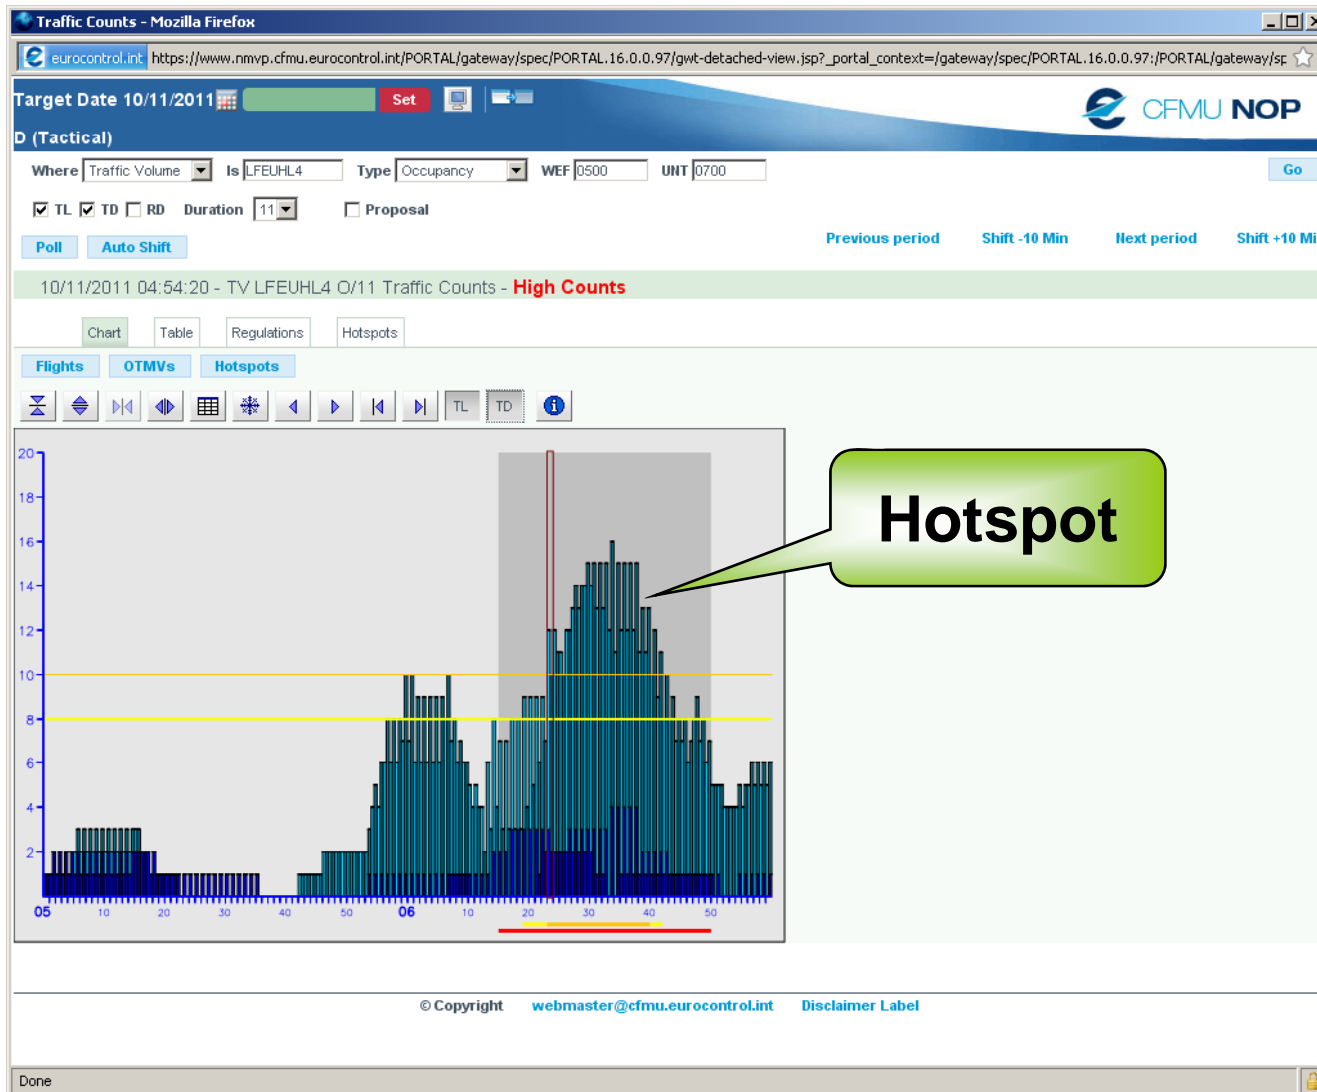 Traffic Counts - Mozilla Firefox
eurocontrol.int https://www.nmvp.cfmu.eurocontrol.int/PORTAL/gateway/spec/PORTAL.16.0.0.97/gwt-detached-view.jsp?_portal_context=/gateway/spec/PORTAL.16.0.0.97:/PORTAL/gateway/sp
Target Date 10/11/2011 Set
CFMU NOP
D (Tactical)
Where Traffic Volume Is LFEUHL4 Type Occupancy WEF 0500 UNT 0700 Go
TL TD RD Duration 11 Proposal
Poll Auto Shift Previous period Shift -10 Min Next period Shift +10 Mi
10/11/2011 04:54:20 - TV LFEUHL4 O/11 Traffic Counts - High Counts
Chart Table Regulations Hotspots
Flights OTMVs Hotspots
TL TD
20
18
16
14
12
10
8
6
4
2
05 10 20 30 40 50 06 10 20 30 40 50
Hotspot
© Copyright webmaster@cfmu.eurocontrol.int Disclaimer Label
Done